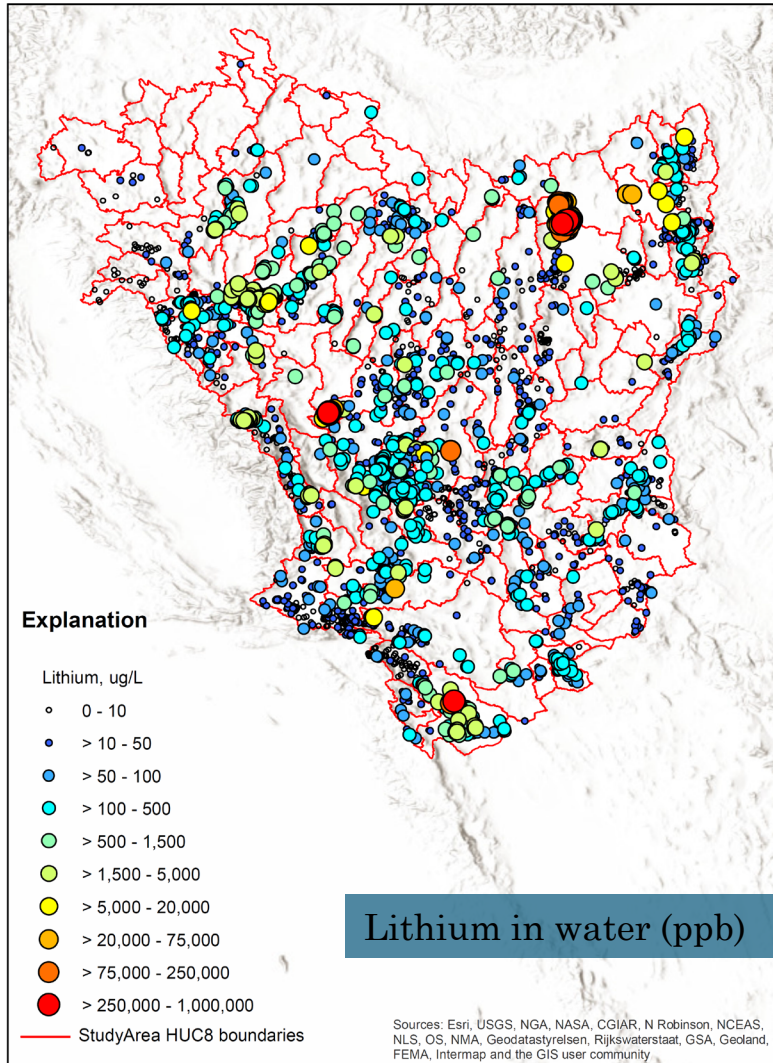 Explanation
Lithium, ug/L
0 - 10
> 10 - 50
> 50 - 100
> 100 - 500
> 500 - 1,500
> 1,500 - 5,000
> 5,000 - 20,000
> 20,000 - 75,000
> 75,000 - 250,000
> 250,000 - 1,000,000
StudyArea HUC8 boundaries
Lithium in water (ppb)
Sources: Esri, USGS, NGA, NASA, CGIAR, N Robinson, NCEAS,
NLS, OS, NMA, Geodatastyrelsen, Rijkswaterstaat, GSA, Geoland,
FEMA, Intermap and the GIS user community